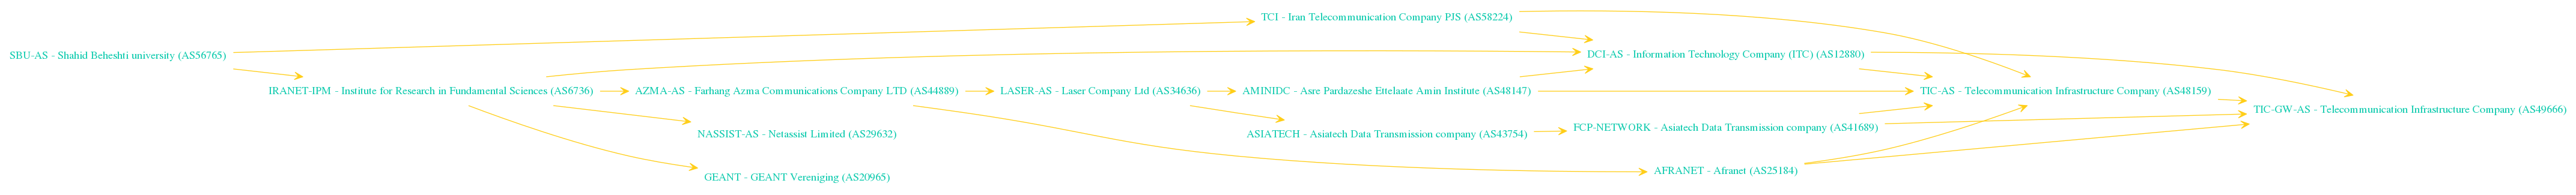 TCI - Iran Telecommunication Company PJS (AS58224)
SBU-AS - Shahid Beheshti university (AS56765)
DCI-AS - Information Technology Company (ITC) (AS12880)
IRANET-IPM - Institute for Research in Fundamental Sciences (AS6736)
AZMA-AS - Farhang Azma Communications Company LTD (AS44889)
LASER-AS - Laser Company Ltd (AS34636)
AMINIDC - Asre Pardazeshe Ettelaate Amin Institute (AS48147)
TIC-AS - Telecommunication Infrastructure Company (AS48159)
TIC-GW-AS - Telecommunication Infrastructure Company (AS49666)
NASSIST-AS - Netassist Limited (AS29632)
ASIATECH - Asiatech Data Transmission company (AS43754)
FCP-NETWORK - Asiatech Data Transmission company (AS41689)
GEANT - GEANT Vereniging (AS20965)
AFRANET - Afranet (AS25184)